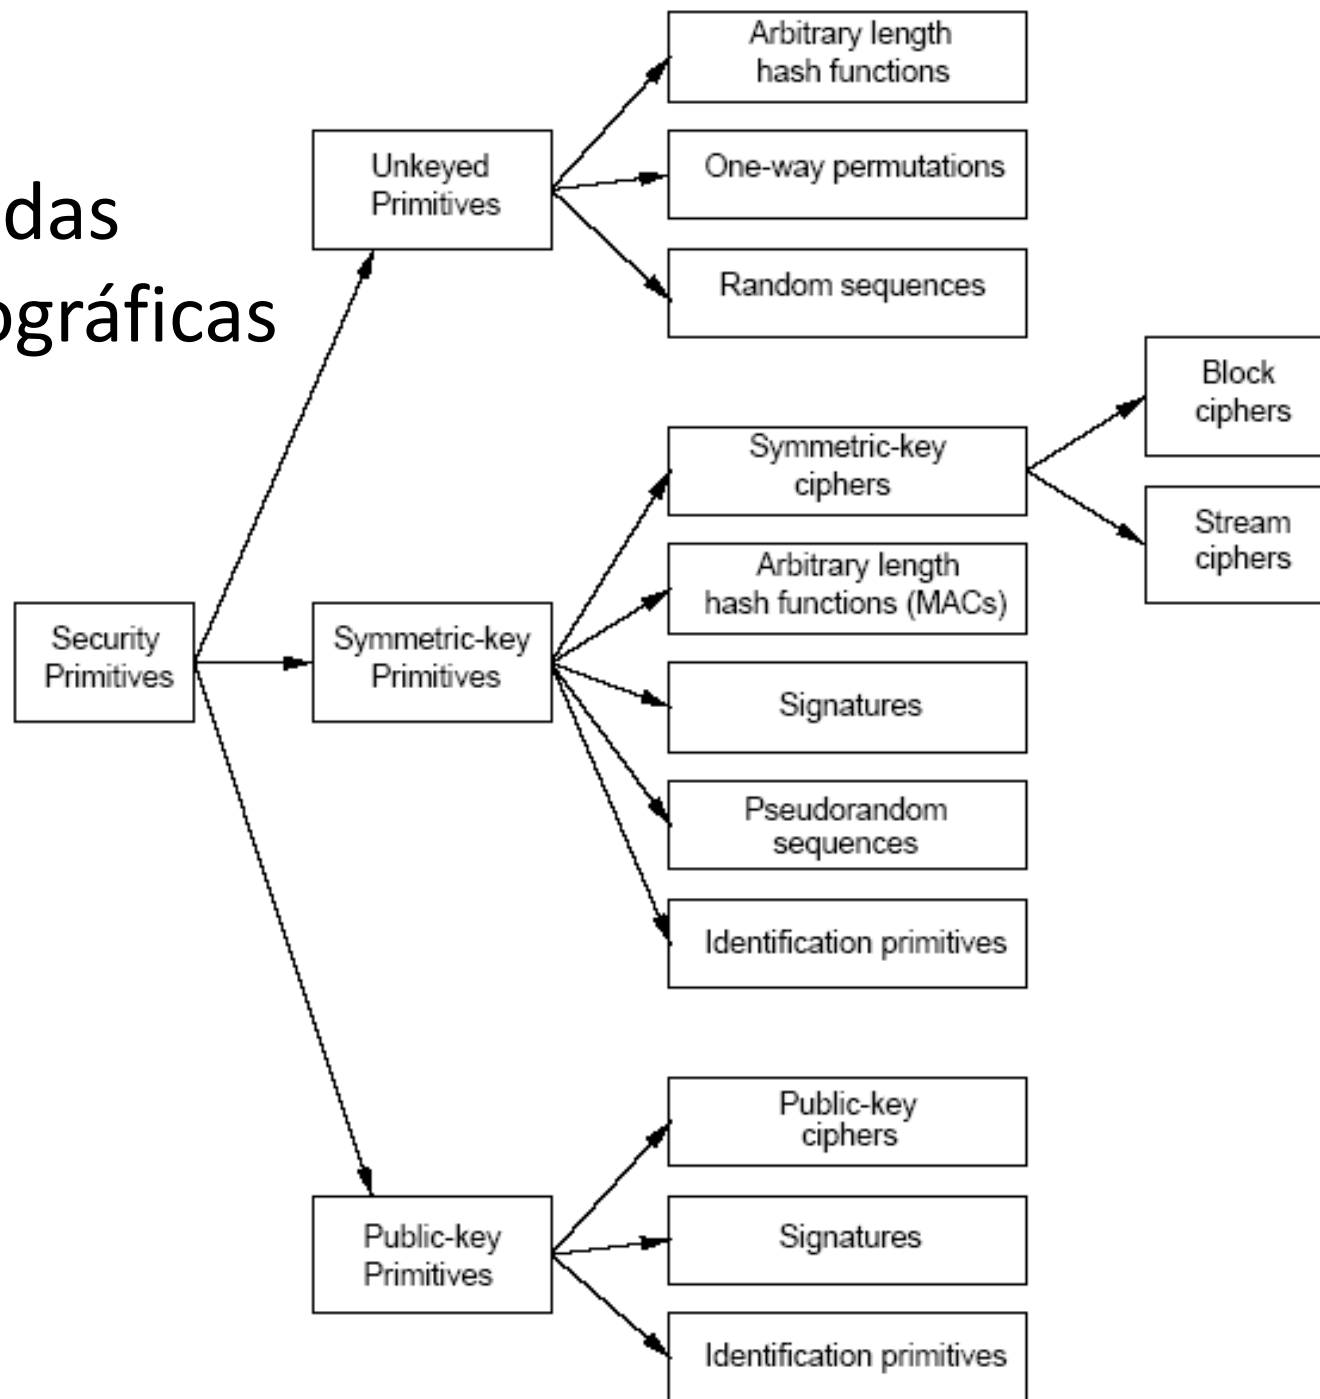 das
ográficas
Security
Primitives
Unkeyed
Primitives
Arbitrary length
hash functions
One-way permutations
Random sequences
Symmetric-key
Primitives
Symmetric-key
ciphers
Block
ciphers
Stream
ciphers
Arbitrary length
hash functions (MACs)
Signatures
Pseudorandom
sequences
Identification primitives
Public-key
Primitives
Public-key
ciphers
Signatures
Identification primitives